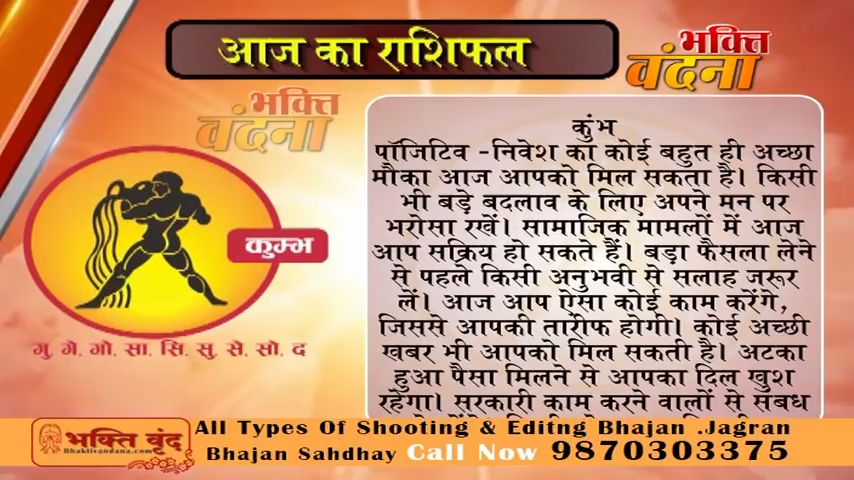 आज का राशिफल
भक्ति
वंदना
भक्ति
वंदना
कुम्भ
गु. गे. गो. सा. सि. सु. से. सो. द
कुंभ
पॉजिटिव -निवेश का कोई बहुत ही अच्छा
मौका आज आपको मिल सकता है। किसी
भी बड़े बदलाव के लिए अपने मन पर
भरोसा रखें। सामाजिक मामलों में आज
आप सक्रिय हो सकते हैं। बड़ा फैसला लेने
से पहले किसी अनुभवी से सलाह जरूर
लें। आज आप ऐसा कोई काम करेंगे,
जिससे आपकी तारीफ होगी। कोई अच्छी
खबर भी आपको मिल सकती है। अटका
हुआ पैसा मिलने से आपका दिल खुश
रहेगा। सरकारी काम करने वालों से संबंध
भक्ति वृंद
Bhaktivandana.com
All Types Of Shooting & Editng Bhajan .Jagran
Bhajan Sahdhay Call Now 9870303375